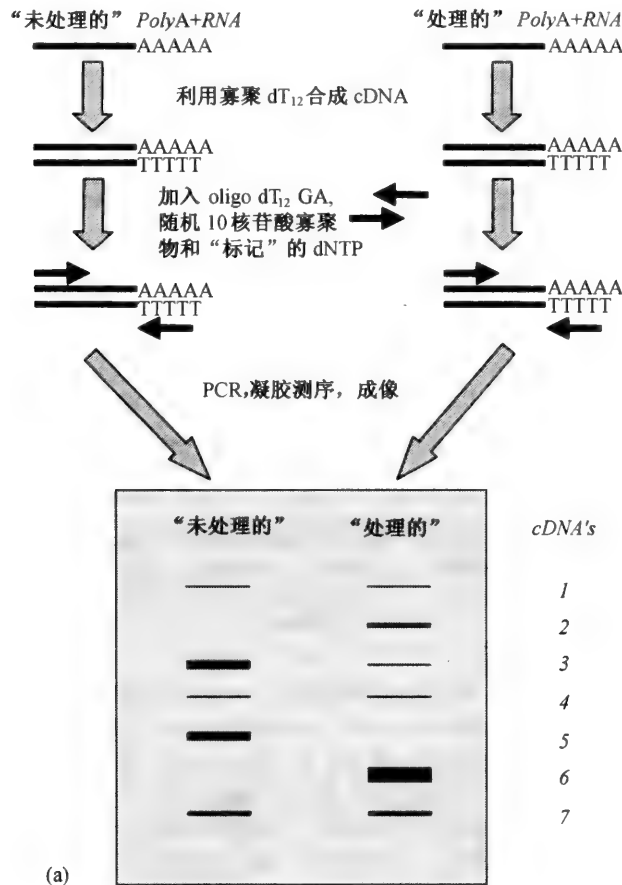 “未处理的” PolyA+RNA
AAAAA
“处理的” PolyA+RNA
AAAAA
利用寡聚 dT₁₂ 合成 cDNA
AAAAA
TTTTT
AAAAA
TTTTT
加入 oligo dT₁₂ GA,
随机 10 核苷酸寡聚
物和“标记”的 dNTP
AAAAA
TTTTT
AAAAA
TTTTT
PCR,凝胶测序，成像
“未处理的” “处理的” cDNA's
1
2
3
4
5
6
7
(a)